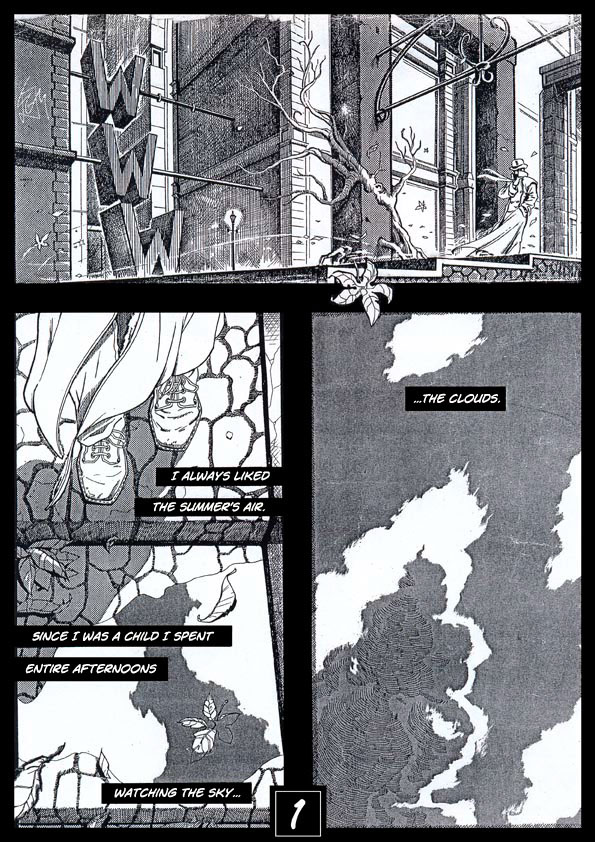 W
W
W
I ALWAYS LIKED
THE SUMMER'S AIR.
SINCE I WAS A CHILD I SPENT
ENTIRE AFTERNOONS
WATCHING THE SKY...
...THE CLOUDS.
1